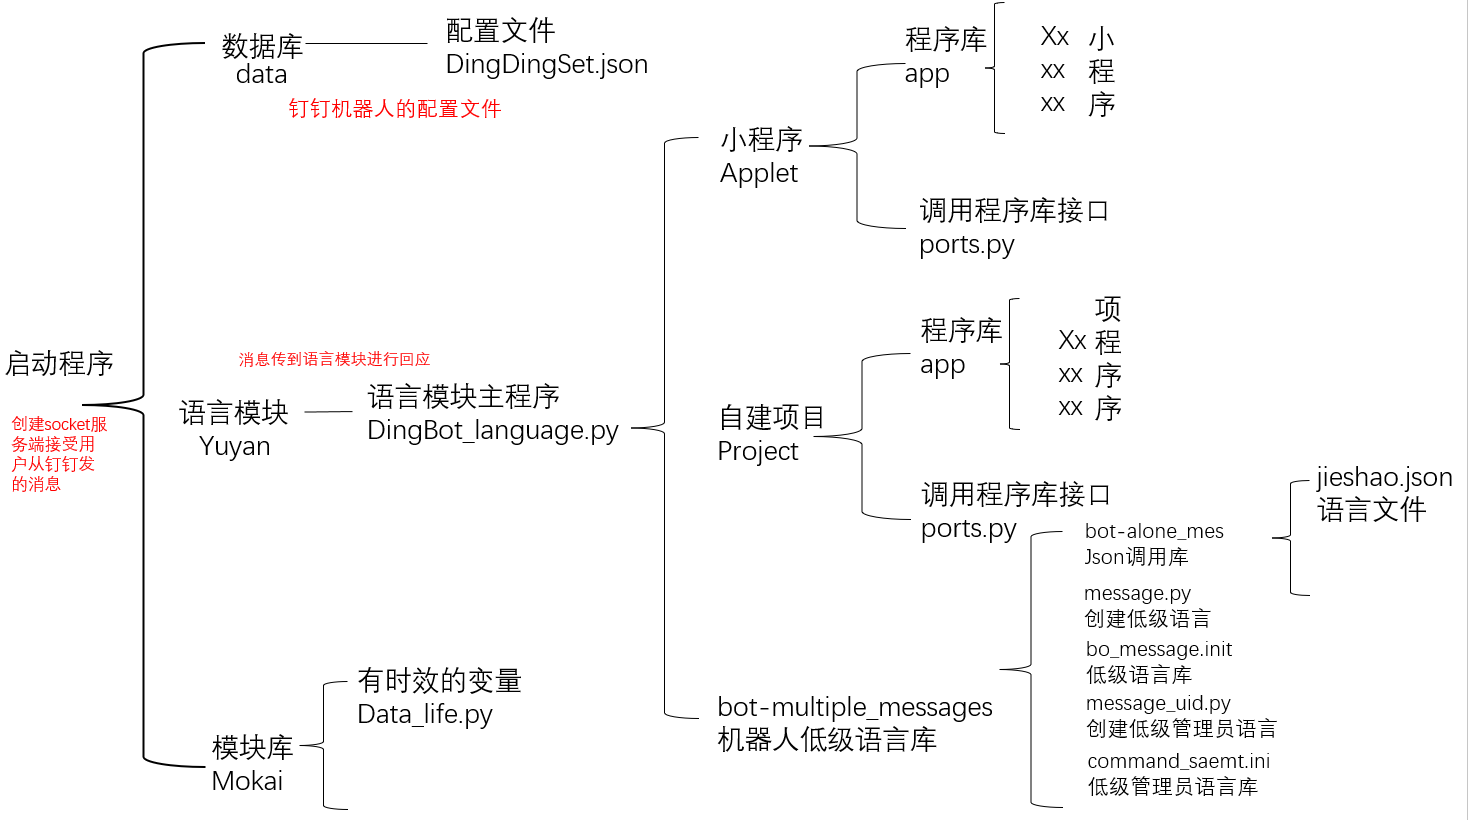 启动程序
创建socket服
务端接受用
户从钉钉发
的消息
数据库
data
配置文件
DingDingSet.json
钉钉机器人的配置文件
消息传到语言模块进行回应
语言模块
Yuyan
语言模块主程序
DingBot_language.py
小程序
Applet
程序库
app
Xx 小
xx 程
xx 序
调用程序库接口
ports.py
自建项目
Project
程序库
app
项
Xx 程
xx 序
xx 序
调用程序库接口
ports.py
bot-multiple_messages
机器人低级语言库
bot-alone_mes
Json调用库
jieshao.json
语言文件
message.py
创建低级语言
bo_message.init
低级语言库
message_uid.py
创建低级管理员语言
command_saemt.ini
低级管理员语言库
模块库
Mokai
有时效的变量
Data_life.py